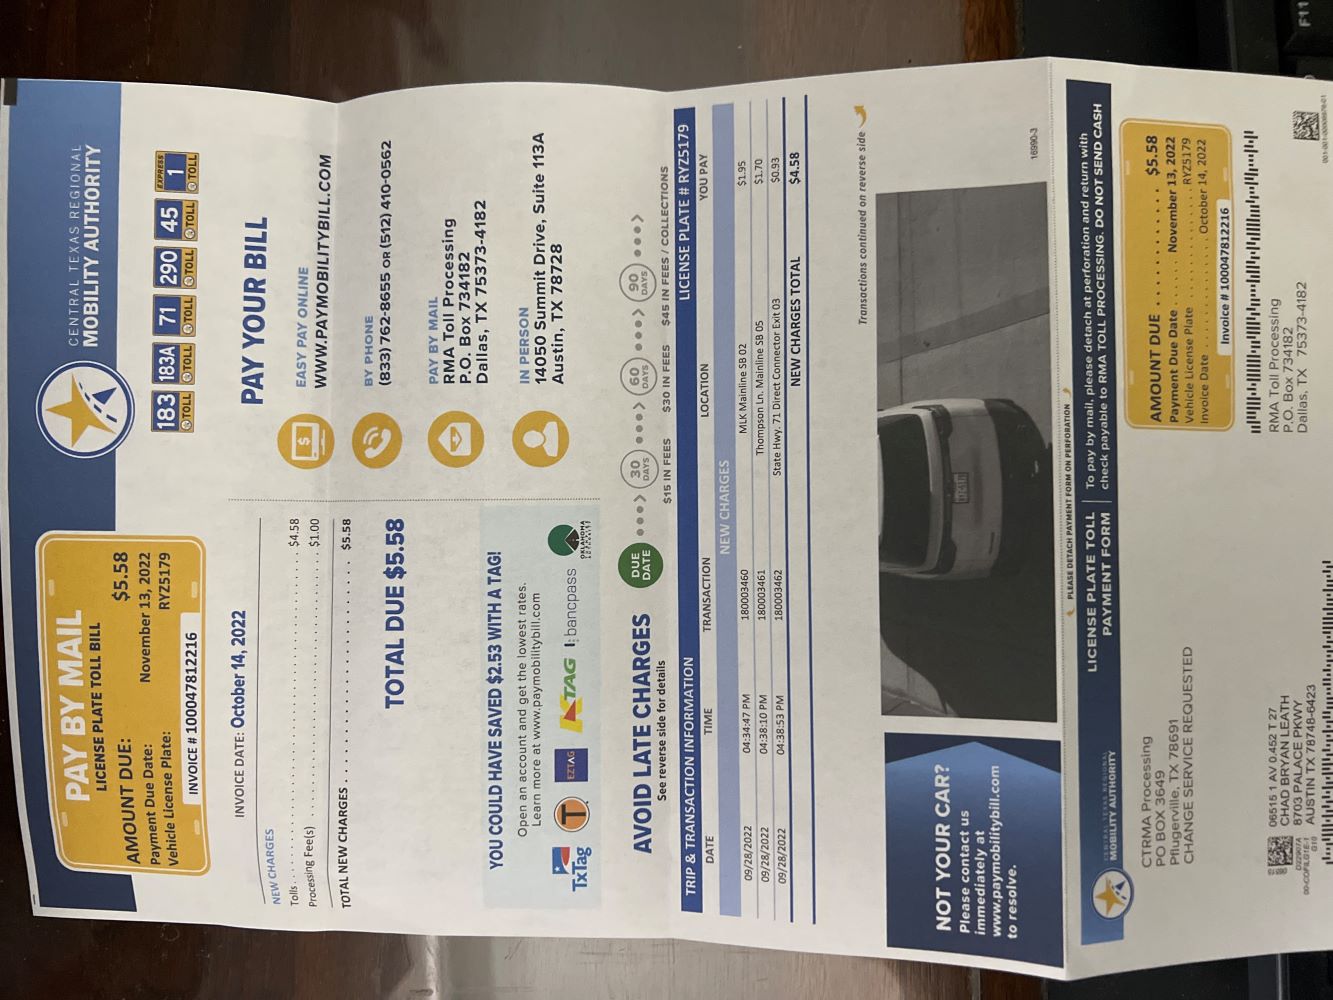 PAY BY MAIL
LICENSE PLATE TOLL BILL
AMOUNT DUE: $5.58
Payment Due Date: November 13, 2022
Vehicle License Plate: RYZ5179
INVOICE # 100047812216
CENTRAL TEXAS REGIONAL
MOBILITY AUTHORITY
183 TOLL
183A TOLL
71 TOLL
290 TOLL
45 TOLL
EXPRESS 1 TOLL
INVOICE DATE: October 14, 2022
NEW CHARGES
Tolls $4.58
Processing Fee(s) $1.00
TOTAL NEW CHARGES $5.58
TOTAL DUE $5.58
YOU COULD HAVE SAVED $2.53 WITH A TAG!
Open an account and get the lowest rates.
Learn more at www.paymobilitybill.com
TxTag
T
EZTAG
KTAG
bancpass
OKLAHOMA
TURNPIKE
AUTHORITY
PAY YOUR BILL
EASY PAY ONLINE
WWW.PAYMOBILITYBILL.COM
BY PHONE
(833) 762-8655 OR (512) 410-0562
PAY BY MAIL
RMA Toll Processing
P.O. Box 734182
Dallas, TX 75373-4182
IN PERSON
14050 Summit Drive, Suite 113A
Austin, TX 78728
AVOID LATE CHARGES
See reverse side for details
DUE DATE
30 DAYS
60 DAYS
90 DAYS
$15 IN FEES
$30 IN FEES
$45 IN FEES / COLLECTIONS
TRIP & TRANSACTION INFORMATION LICENSE PLATE # RYZ5179
DATE TIME TRANSACTION LOCATION YOU PAY
NEW CHARGES
09/28/2022 04:34:47 PM 180003460 MLK Mainline SB 02 $1.95
09/28/2022 04:38:10 PM 180003461 Thompson Ln. Mainline SB 05 $1.70
09/28/2022 04:38:53 PM 180003462 State Hwy. 71 Direct Connector Exit 03 $0.93
NEW CHARGES TOTAL $4.58
Transactions continued on reverse side
NOT YOUR CAR?
Please contact us
immediately at
www.paymobilitybill.com
to resolve.
16990-3
PLEASE DETACH PAYMENT FORM ON PERFORATION
CENTRAL TEXAS REGIONAL
MOBILITY AUTHORITY
LICENSE PLATE TOLL
PAYMENT FORM
To pay by mail, please detach at perforation and return with
check payable to RMA TOLL PROCESSING. DO NOT SEND CASH
CTRMA Processing
PO BOX 3649
Pflugerville, TX 78691
CHANGE SERVICE REQUESTED
AMOUNT DUE $5.58
Payment Due Date November 13, 2022
Vehicle License Plate RYZ5179
Invoice Date October 14, 2022
Invoice # 100047812216
06515 1 AV 0.452 T 27
CHAD BRYAN LEATH
8703 PALACE PKWY
AUSTIN TX 78748-6423
RMA Toll Processing
P.O. Box 734182
Dallas, TX 75373-4182
F11